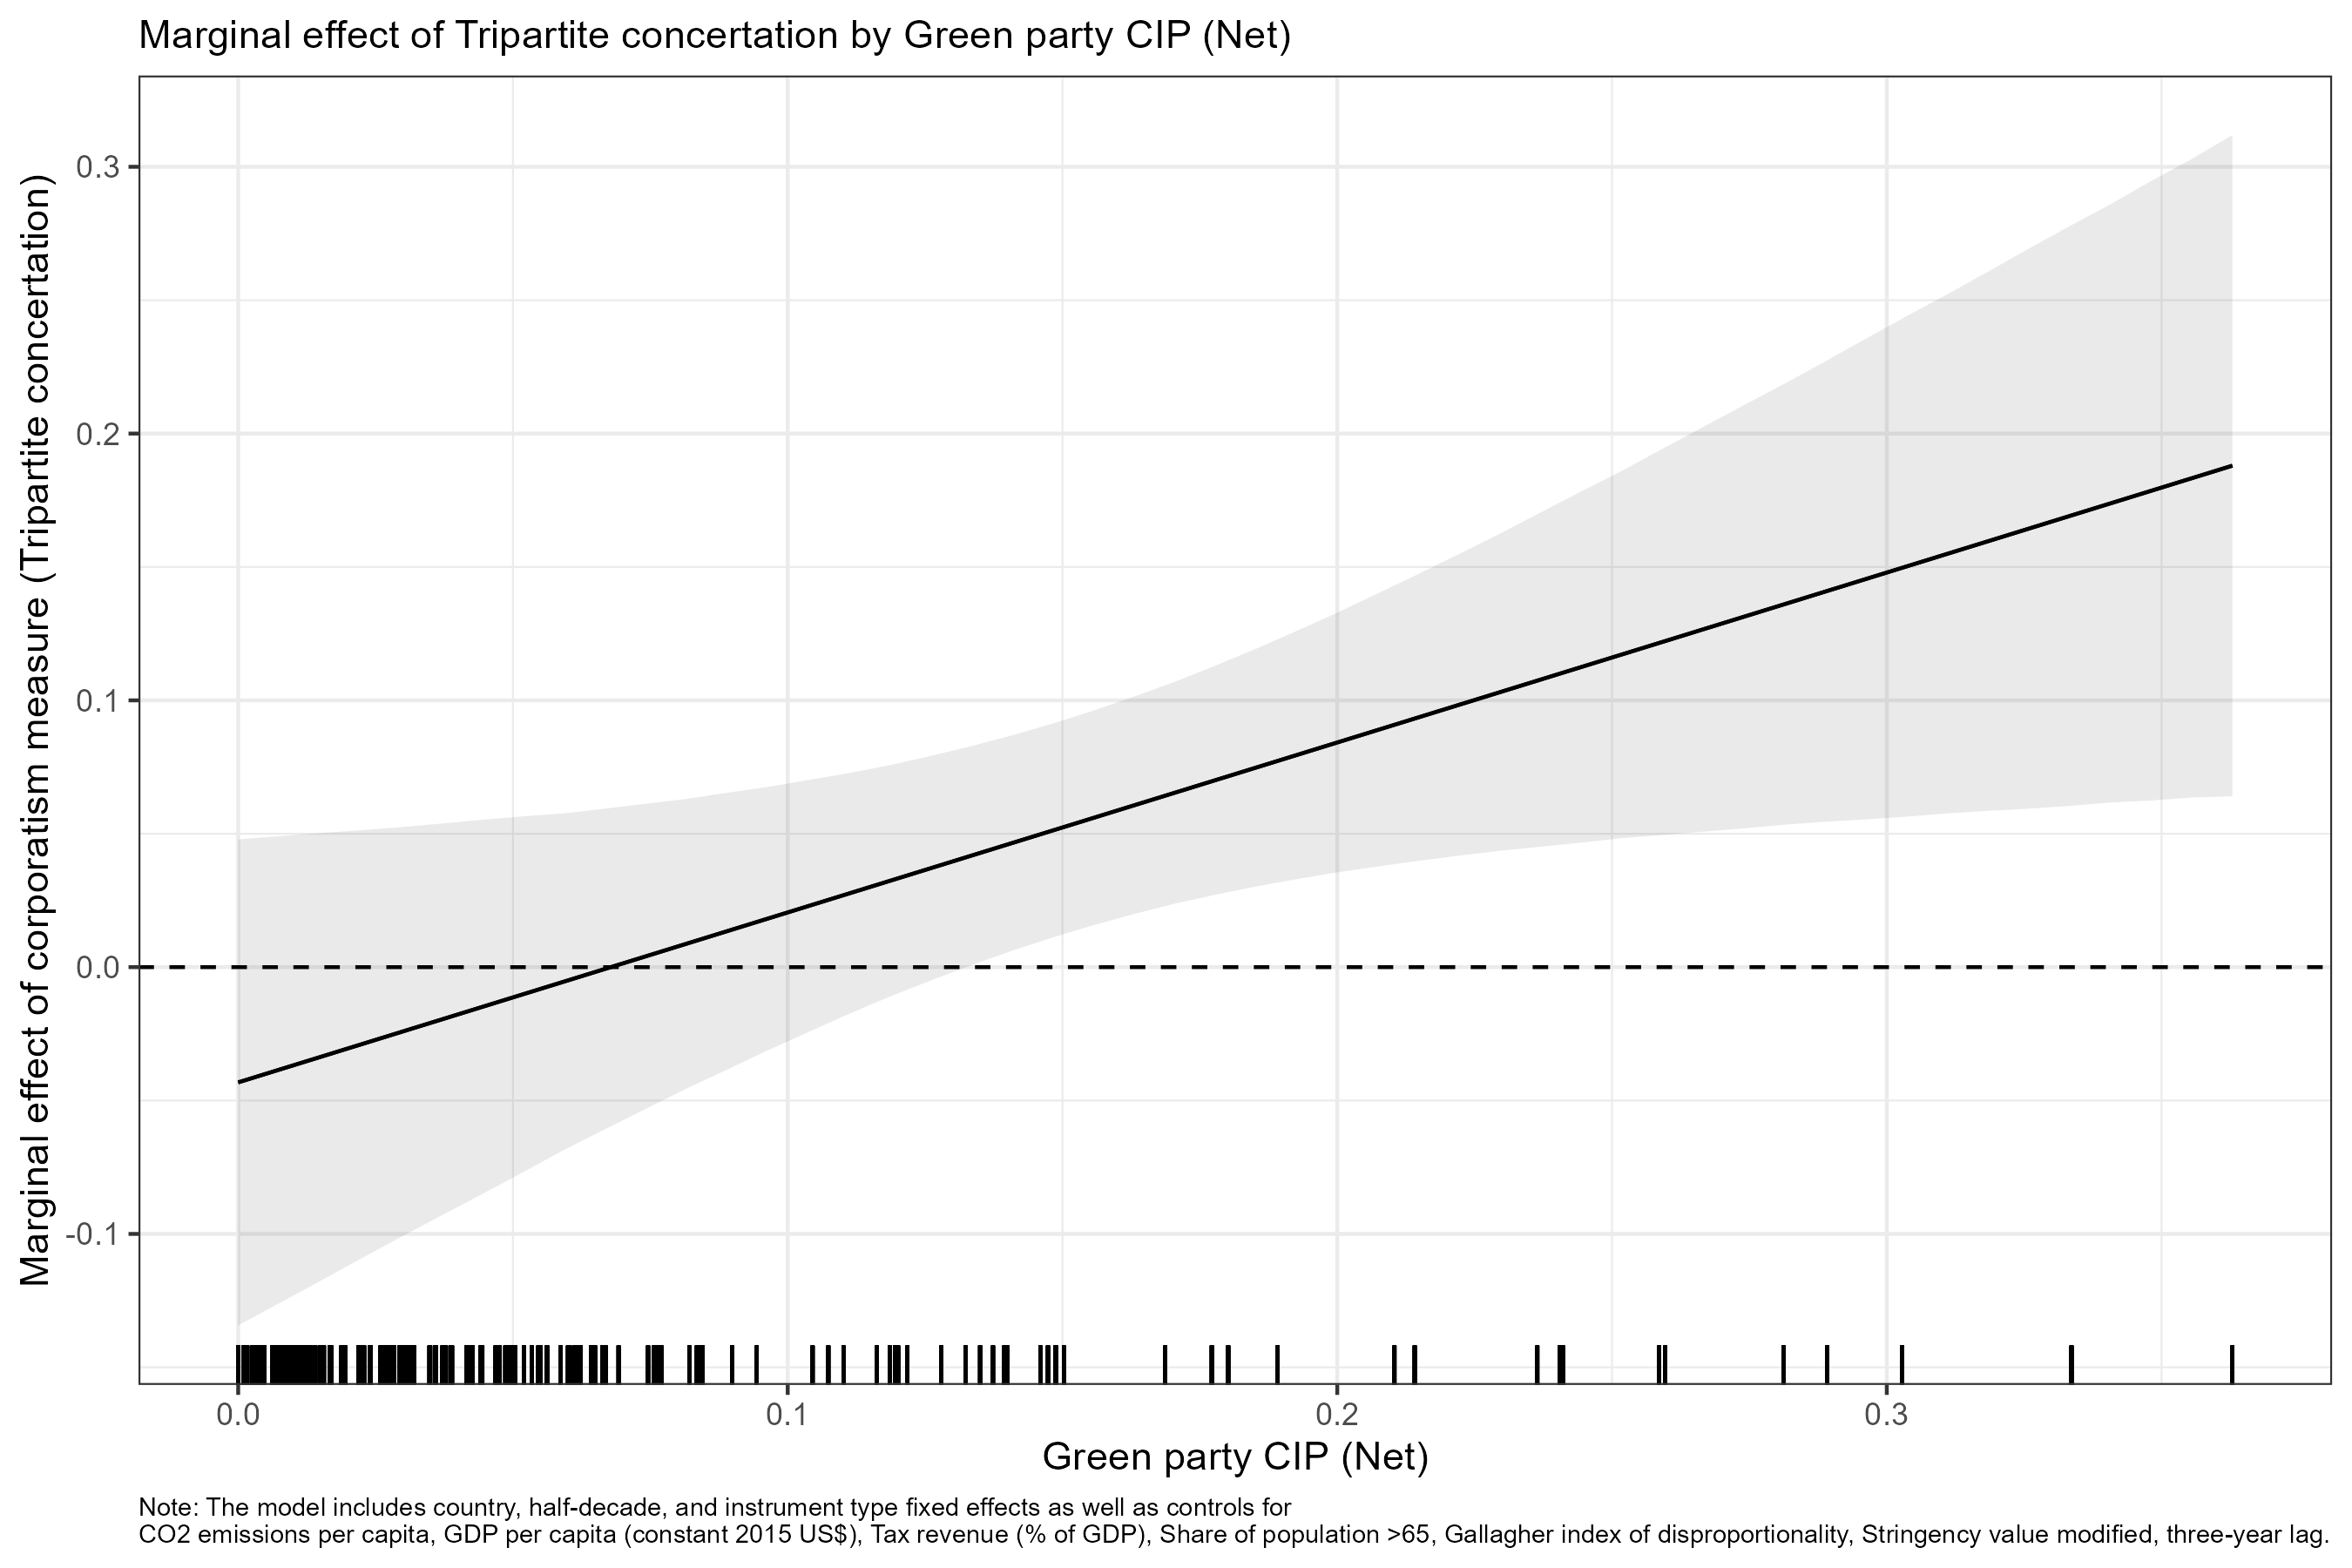 Marginal effect of Tripartite concertation by Green party CIP (Net)
Marginal effect of corporatism measure (Tripartite concertation)
0.3
0.2
0.1
0.0
-0.1
0.0
0.1
0.2
0.3
Green party CIP (Net)
Note: The model includes country, half-decade, and instrument type fixed effects as well as controls for
CO2 emissions per capita, GDP per capita (constant 2015 US$), Tax revenue (% of GDP), Share of population >65, Gallagher index of disproportionality, Stringency value modified, three-year lag.